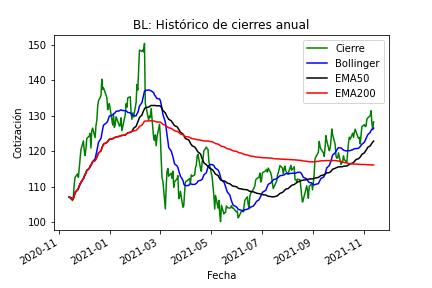 BL: Histórico de cierres anual
Cierre
Bollinger
EMA50
EMA200
Cotización
150
140
130
120
110
100
2020-11
2021-01
2021-03
2021-05
2021-07
2021-09
2021-11
Fecha